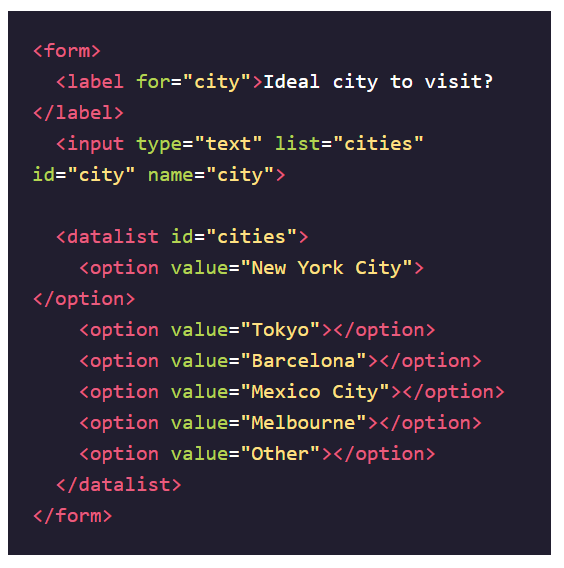 <form>
  <label for="city">Ideal city to visit?
</label>
  <input type="text" list="cities"
id="city" name="city">

  <datalist id="cities">
    <option value="New York City">
</option>
    <option value="Tokyo"></option>
    <option value="Barcelona"></option>
    <option value="Mexico City"></option>
    <option value="Melbourne"></option>
    <option value="Other"></option>
  </datalist>
</form>